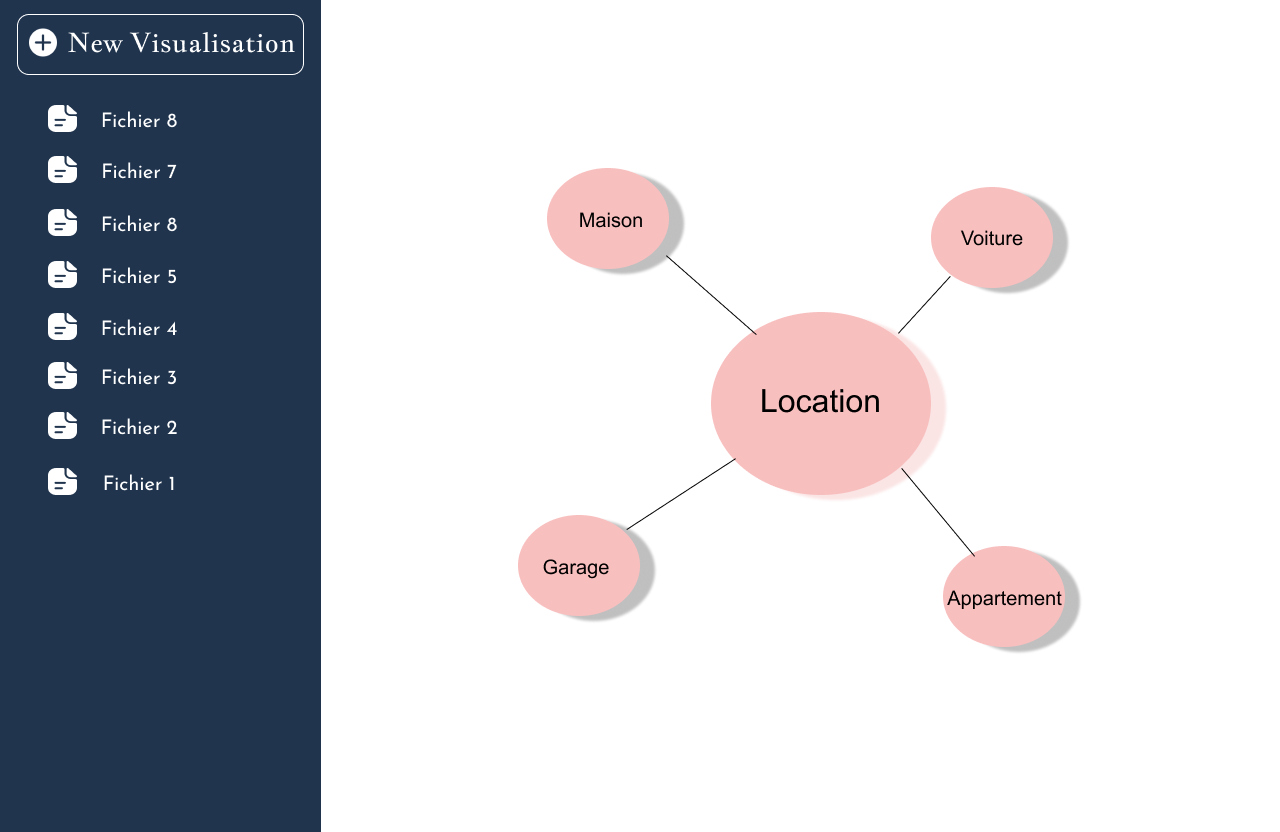 New Visualisation
Fichier 8
Fichier 7
Fichier 8
Fichier 5
Fichier 4
Fichier 3
Fichier 2
Fichier 1
Maison
Voiture
Location
Garage
Appartement